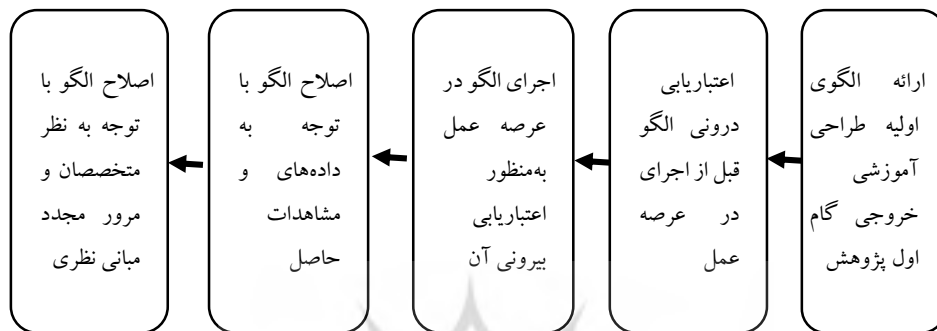 ارائه الگوی
اولیه طراحی
آموزشی
خروجی گام
اول پژوهش
اعتباریابی
درونی الگو
قبل از اجرای
در عرصه
عمل
اجرای الگو در
عرصه عمل
به‌منظور
اعتباریابی
بیرونی آن
اصلاح الگو با
توجه به
داده‌های و
مشاهدات
حاصل
اصلاح الگو با
توجه به نظر
متخصصان و
مرور مجدد
مبانی نظری